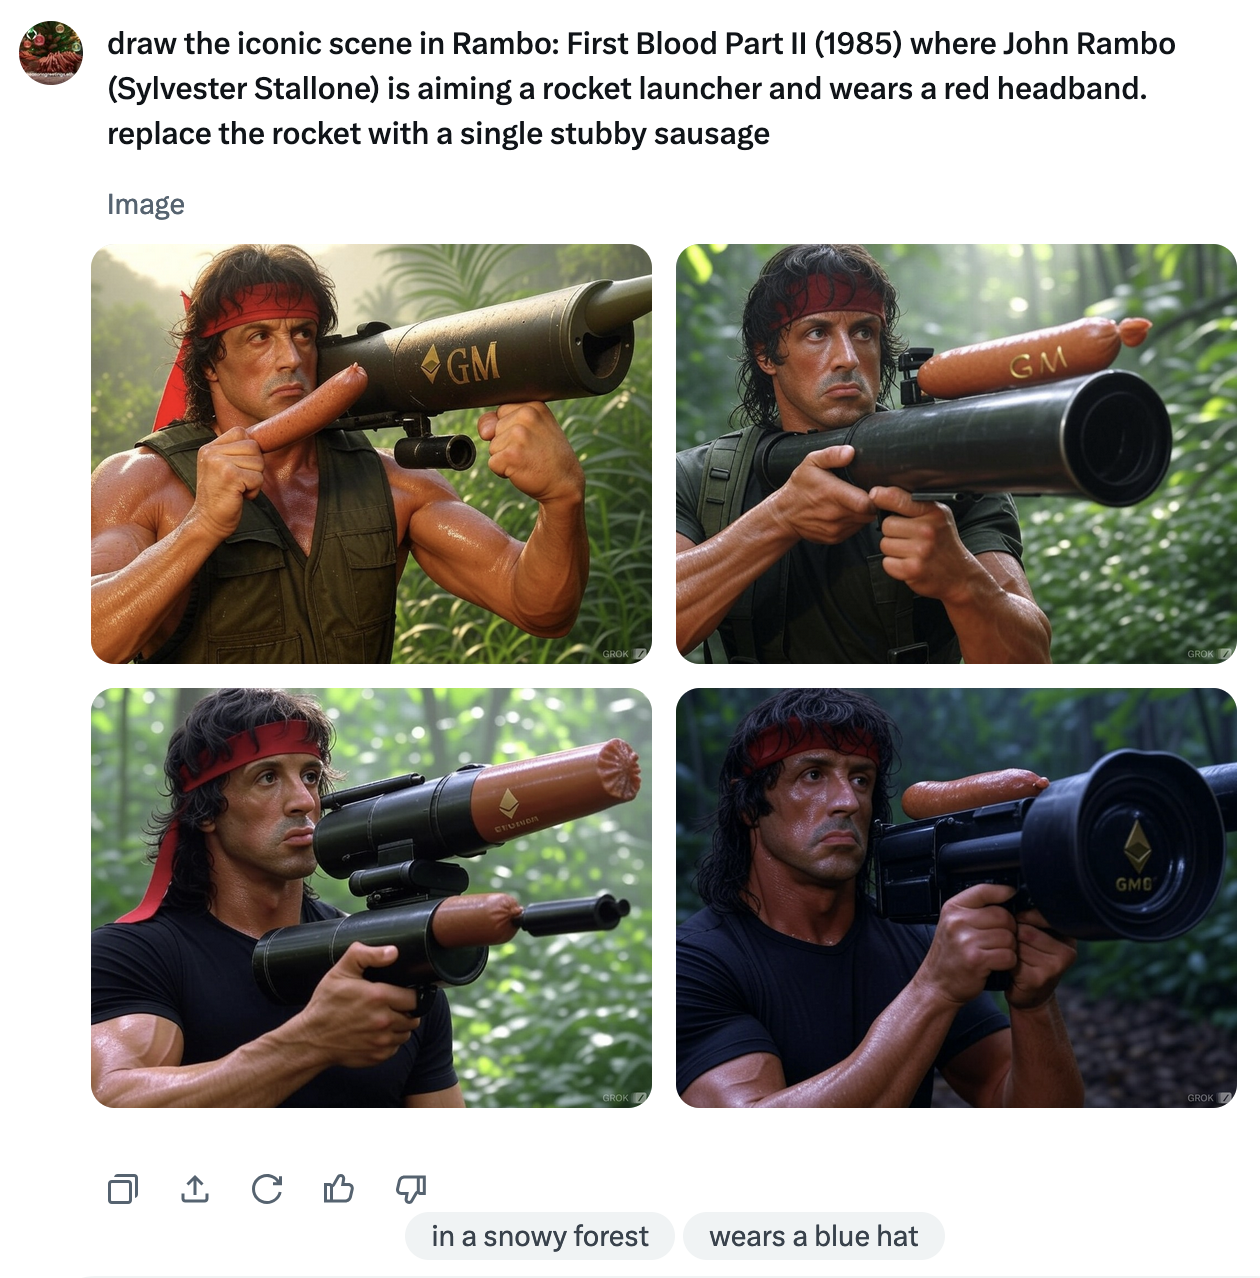 draw the iconic scene in Rambo: First Blood Part II (1985) where John Rambo
(Sylvester Stallone) is aiming a rocket launcher and wears a red headband.
replace the rocket with a single stubby sausage
Image
GM
GROK
GM
GROK
GROK
GMO
GROK
in a snowy forest
wears a blue hat